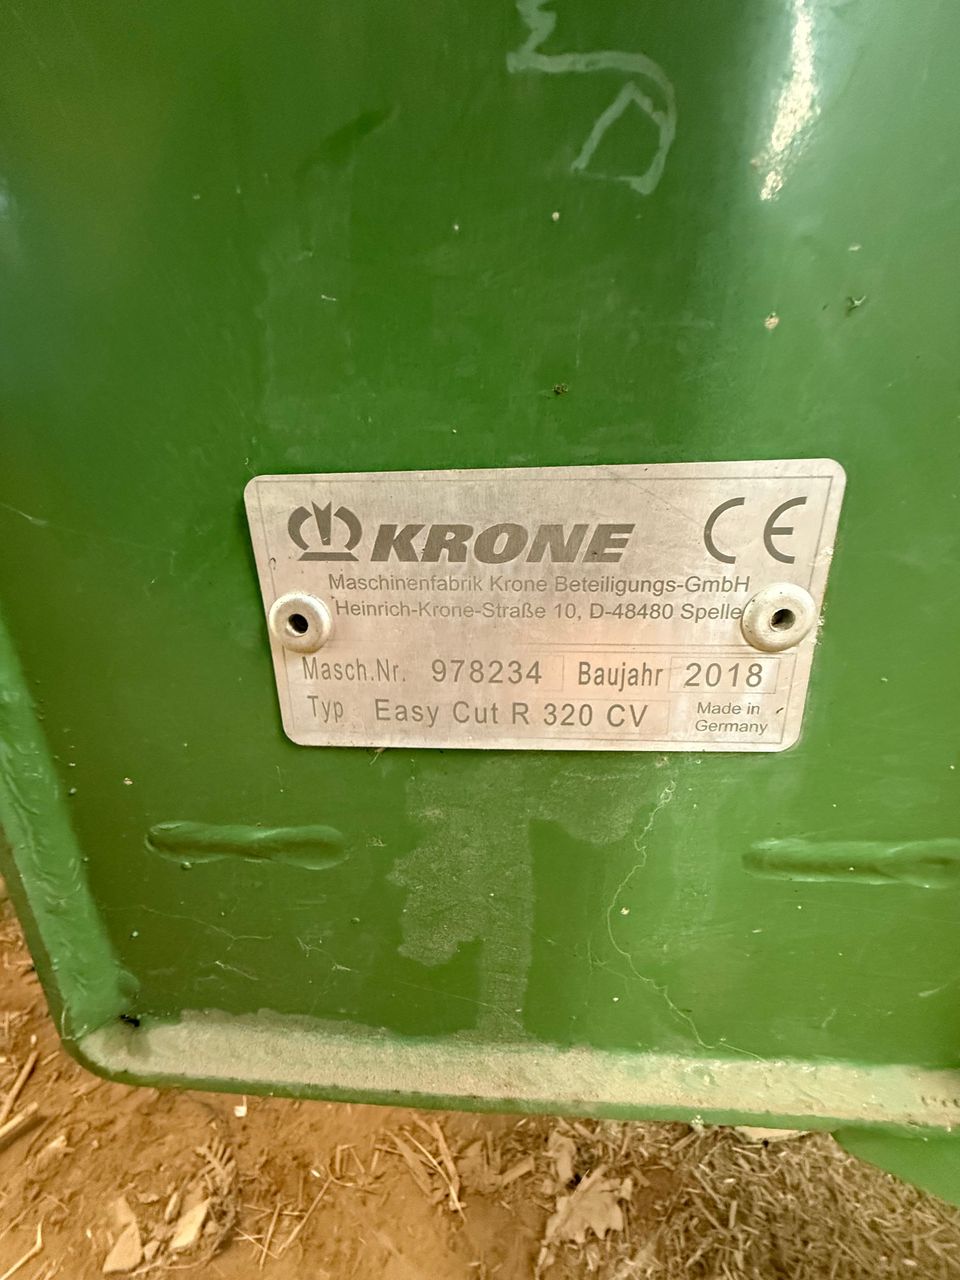 KRONE CE
Maschinenfabrik Krone Beteiligungs-GmbH
Heinrich-Krone-Straße 10, D-48480 Spelle
Masch.Nr. 978234 Baujahr 2018
Typ Easy Cut R 320 CV
Made in
Germany